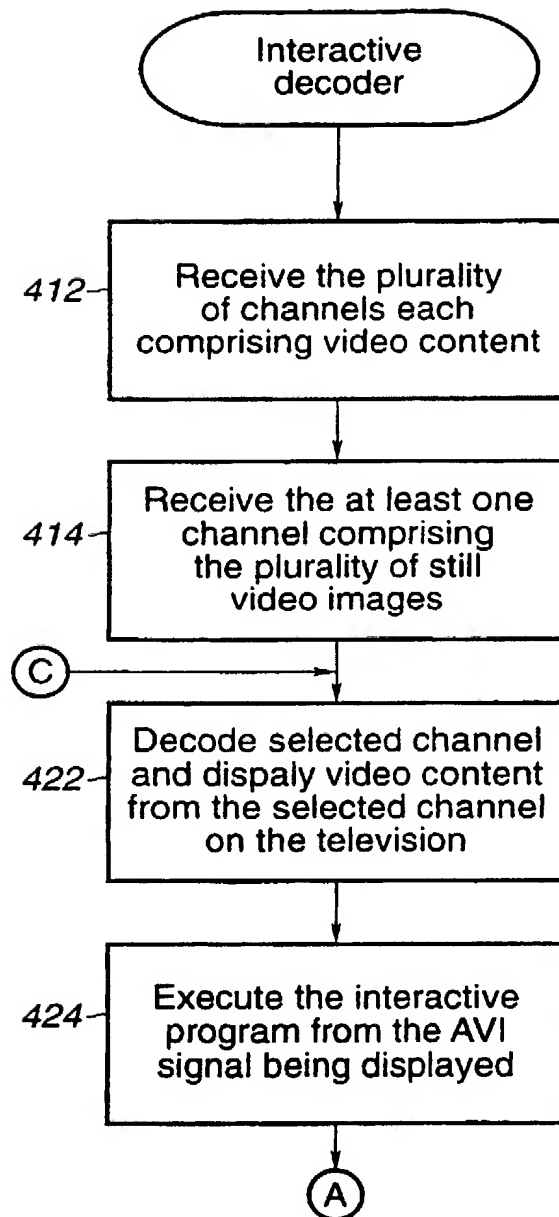 Interactive
decoder
412
Receive the plurality
of channels each
comprising video content
414
Receive the at least one
channel comprising
the plurality of still
video images
C
422
Decode selected channel
and dispaly video content
from the selected channel
on the television
424
Execute the interactive
program from the AVI
signal being displayed
A